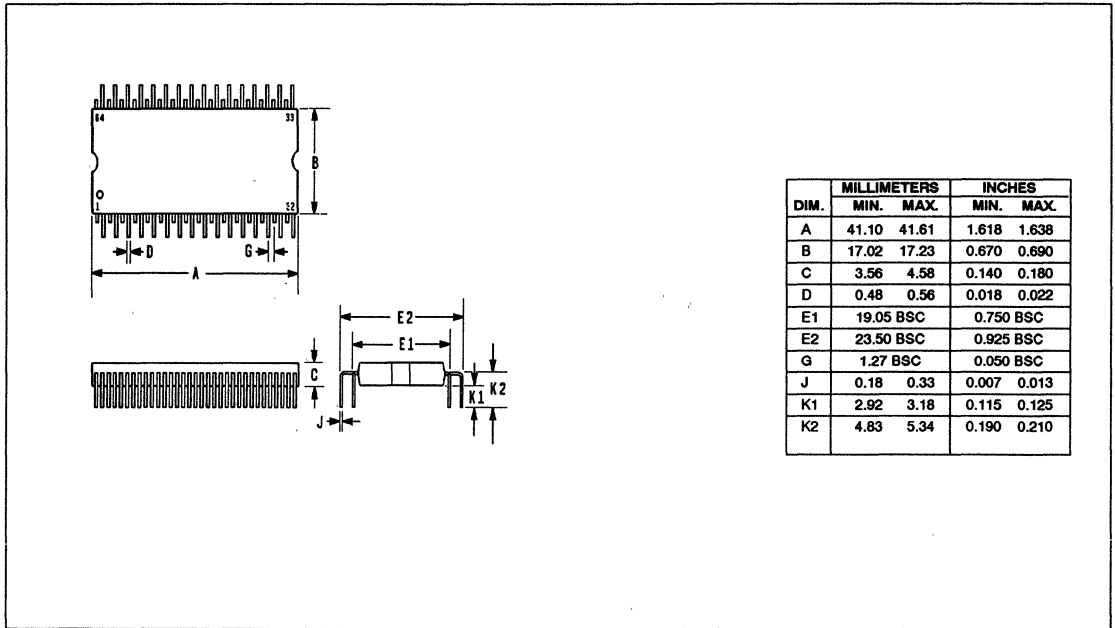 64 33
B
1 32
D G
A
E2
E1
C
K1 K2
J
MILLIMETERS INCHES
DIM. MIN. MAX. MIN. MAX.
A 41.10 41.61 1.618 1.638
B 17.02 17.23 0.670 0.690
C 3.56 4.58 0.140 0.180
D 0.48 0.56 0.018 0.022
E1 19.05 BSC 0.750 BSC
E2 23.50 BSC 0.925 BSC
G 1.27 BSC 0.050 BSC
J 0.18 0.33 0.007 0.013
K1 2.92 3.18 0.115 0.125
K2 4.83 5.34 0.190 0.210